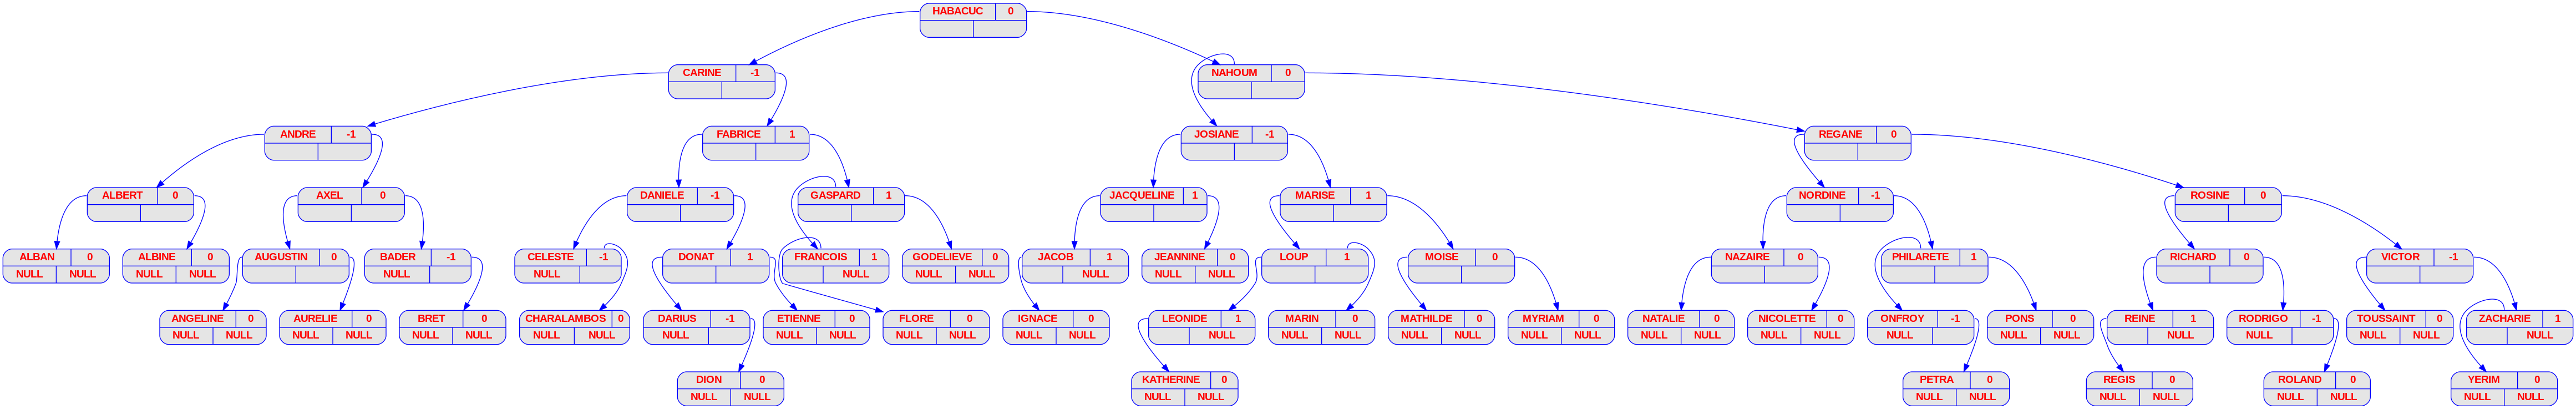 HABACUC 0
CARINE -1
NAHOUM 0
ANDRE -1
FABRICE 1
JOSIANE -1
REGANE 0
ALBERT 0
AXEL 0
DANIELE -1
GASPARD 1
JACQUELINE 1
MARISE 1
NORDINE -1
ROSINE 0
ALBAN 0
NULL NULL
ALBINE 0
NULL NULL
AUGUSTIN 0
BADER -1
NULL
CELESTE -1
NULL
DONAT 1
FRANCOIS 1
NULL
GODELIEVE 0
NULL NULL
JACOB 1
NULL
JEANNINE 0
NULL NULL
LOUP 1
MOISE 0
NAZAIRE 0
PHILARETE 1
RICHARD 0
VICTOR -1
ANGELINE 0
NULL NULL
AURELIE 0
NULL NULL
BRET 0
NULL NULL
CHARALAMBOS 0
NULL NULL
DARIUS -1
NULL
ETIENNE 0
NULL NULL
FLORE 0
NULL NULL
IGNACE 0
NULL NULL
LEONIDE 1
NULL
MARIN 0
NULL NULL
MATHILDE 0
NULL NULL
MYRIAM 0
NULL NULL
NATALIE 0
NULL NULL
NICOLETTE 0
NULL NULL
ONFROY -1
NULL
PONS 0
NULL NULL
REINE 1
NULL
RODRIGO -1
NULL
TOUSSAINT 0
NULL NULL
ZACHARIE 1
NULL
DION 0
NULL NULL
KATHERINE 0
NULL NULL
PETRA 0
NULL NULL
REGIS 0
NULL NULL
ROLAND 0
NULL NULL
YERIM 0
NULL NULL